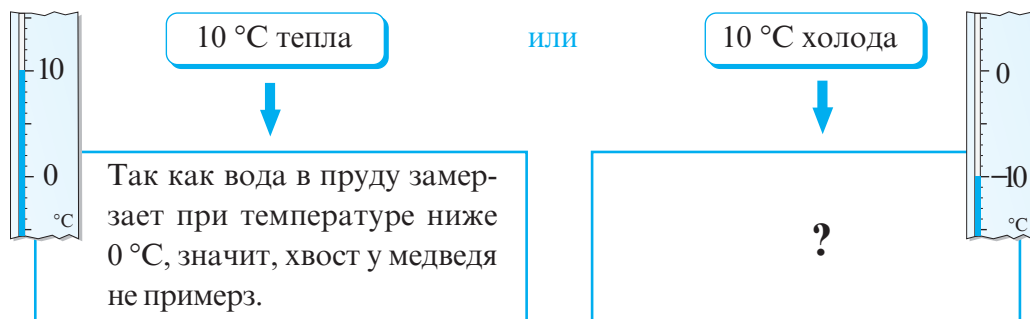 10 °C тепла
или
10 °C холода
10
0
°C
Так как вода в пруду замер-
зает при температуре ниже
0 °C, значит, хвост у медведя
не примерз.
?
0
–10
°C